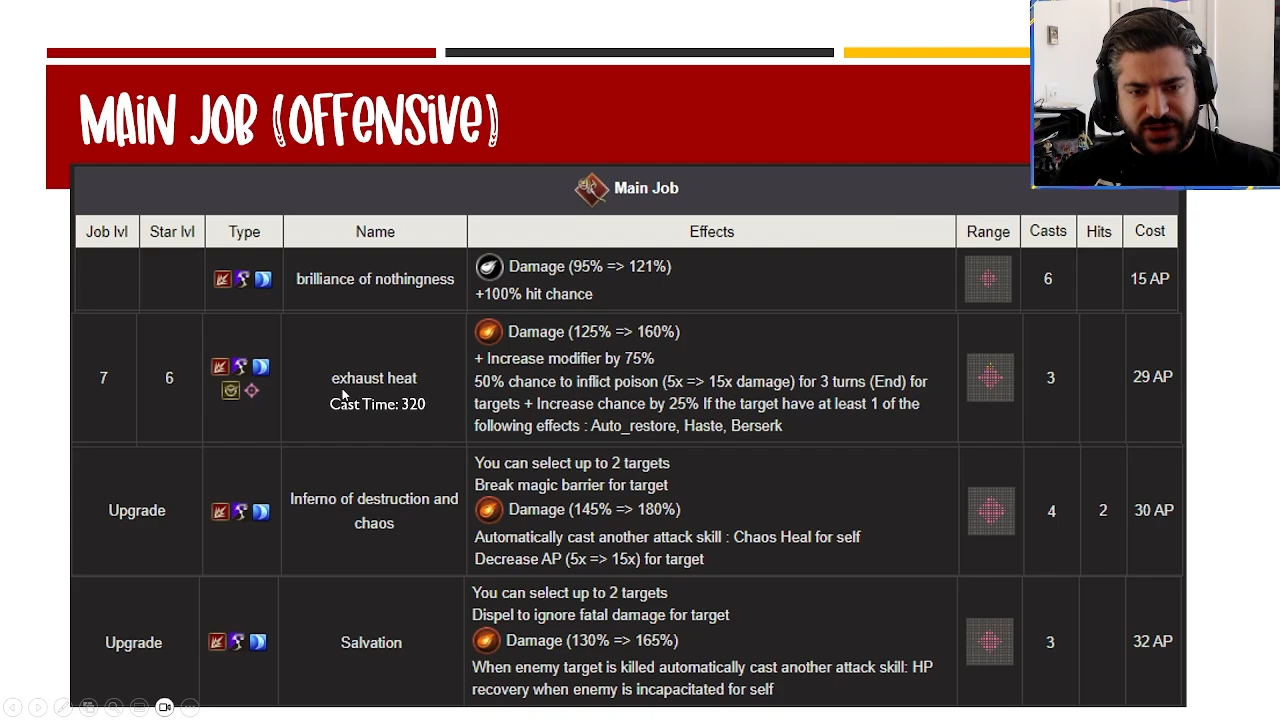 MAIN JOB (OFFENSIVE)
Main Job
Job lvl Star lvl Type Name Effects Range Casts Hits Cost
brilliance of nothingness
Damage (95% => 121%)
+100% hit chance
6 15 AP
7 6
exhaust heat
Cast Time: 320
Damage (125% => 160%)
+ Increase modifier by 75%
50% chance to inflict poison (5x => 15x damage) for 3 turns (End) for
targets + Increase chance by 25% If the target have at least 1 of the
following effects : Auto_restore, Haste, Berserk
3 29 AP
Upgrade
Inferno of destruction and
chaos
You can select up to 2 targets
Break magic barrier for target
Damage (145% => 180%)
Automatically cast another attack skill : Chaos Heal for self
Decrease AP (5x => 15x) for target
4 2 30 AP
Upgrade
Salvation
You can select up to 2 targets
Dispel to ignore fatal damage for target
Damage (130% => 165%)
When enemy target is killed automatically cast another attack skill: HP
recovery when enemy is incapacitated for self
3 32 AP